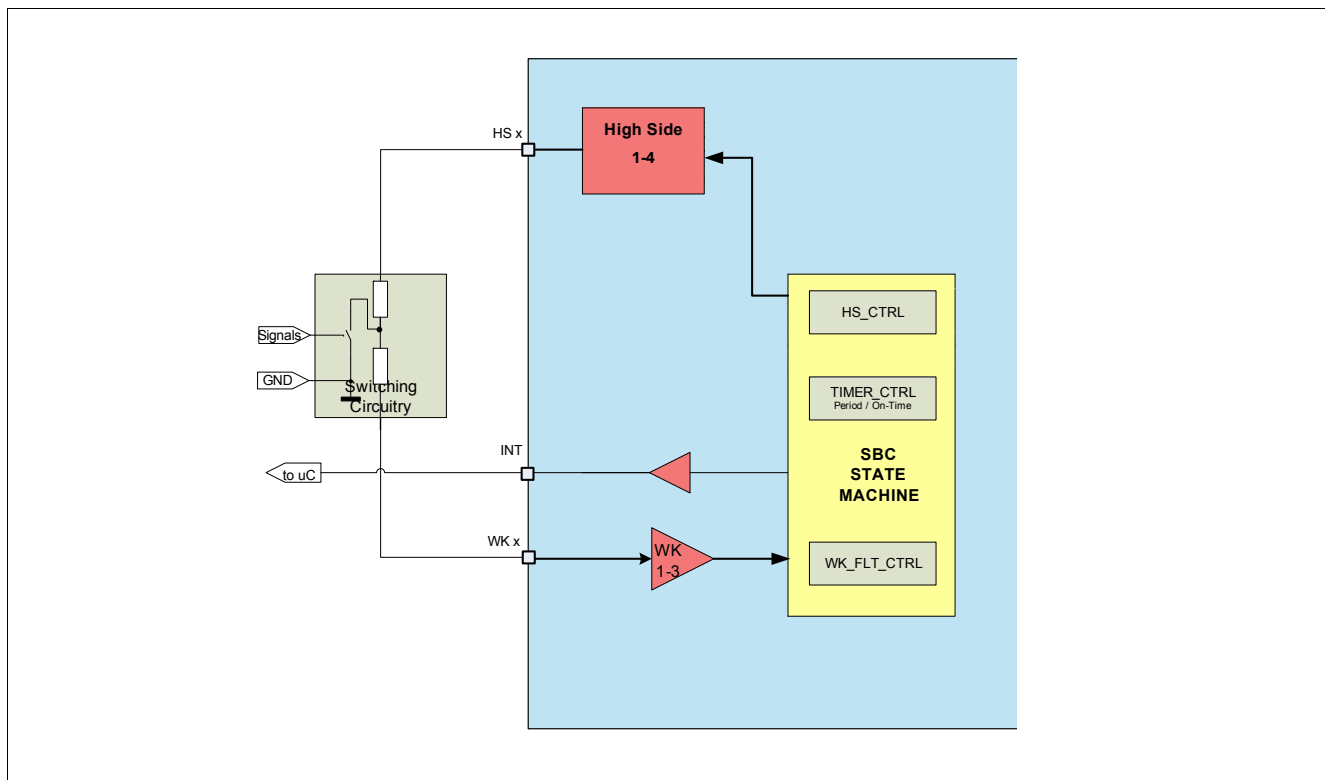 High Side
1-4
HS x
HS_CTRL
Signals
GND
Switching
Circuitry
TIMER_CTRL
Period / On-Time
INT
to uC
SBC
STATE
MACHINE
WK x
WK
1-3
WK_FLT_CTRL